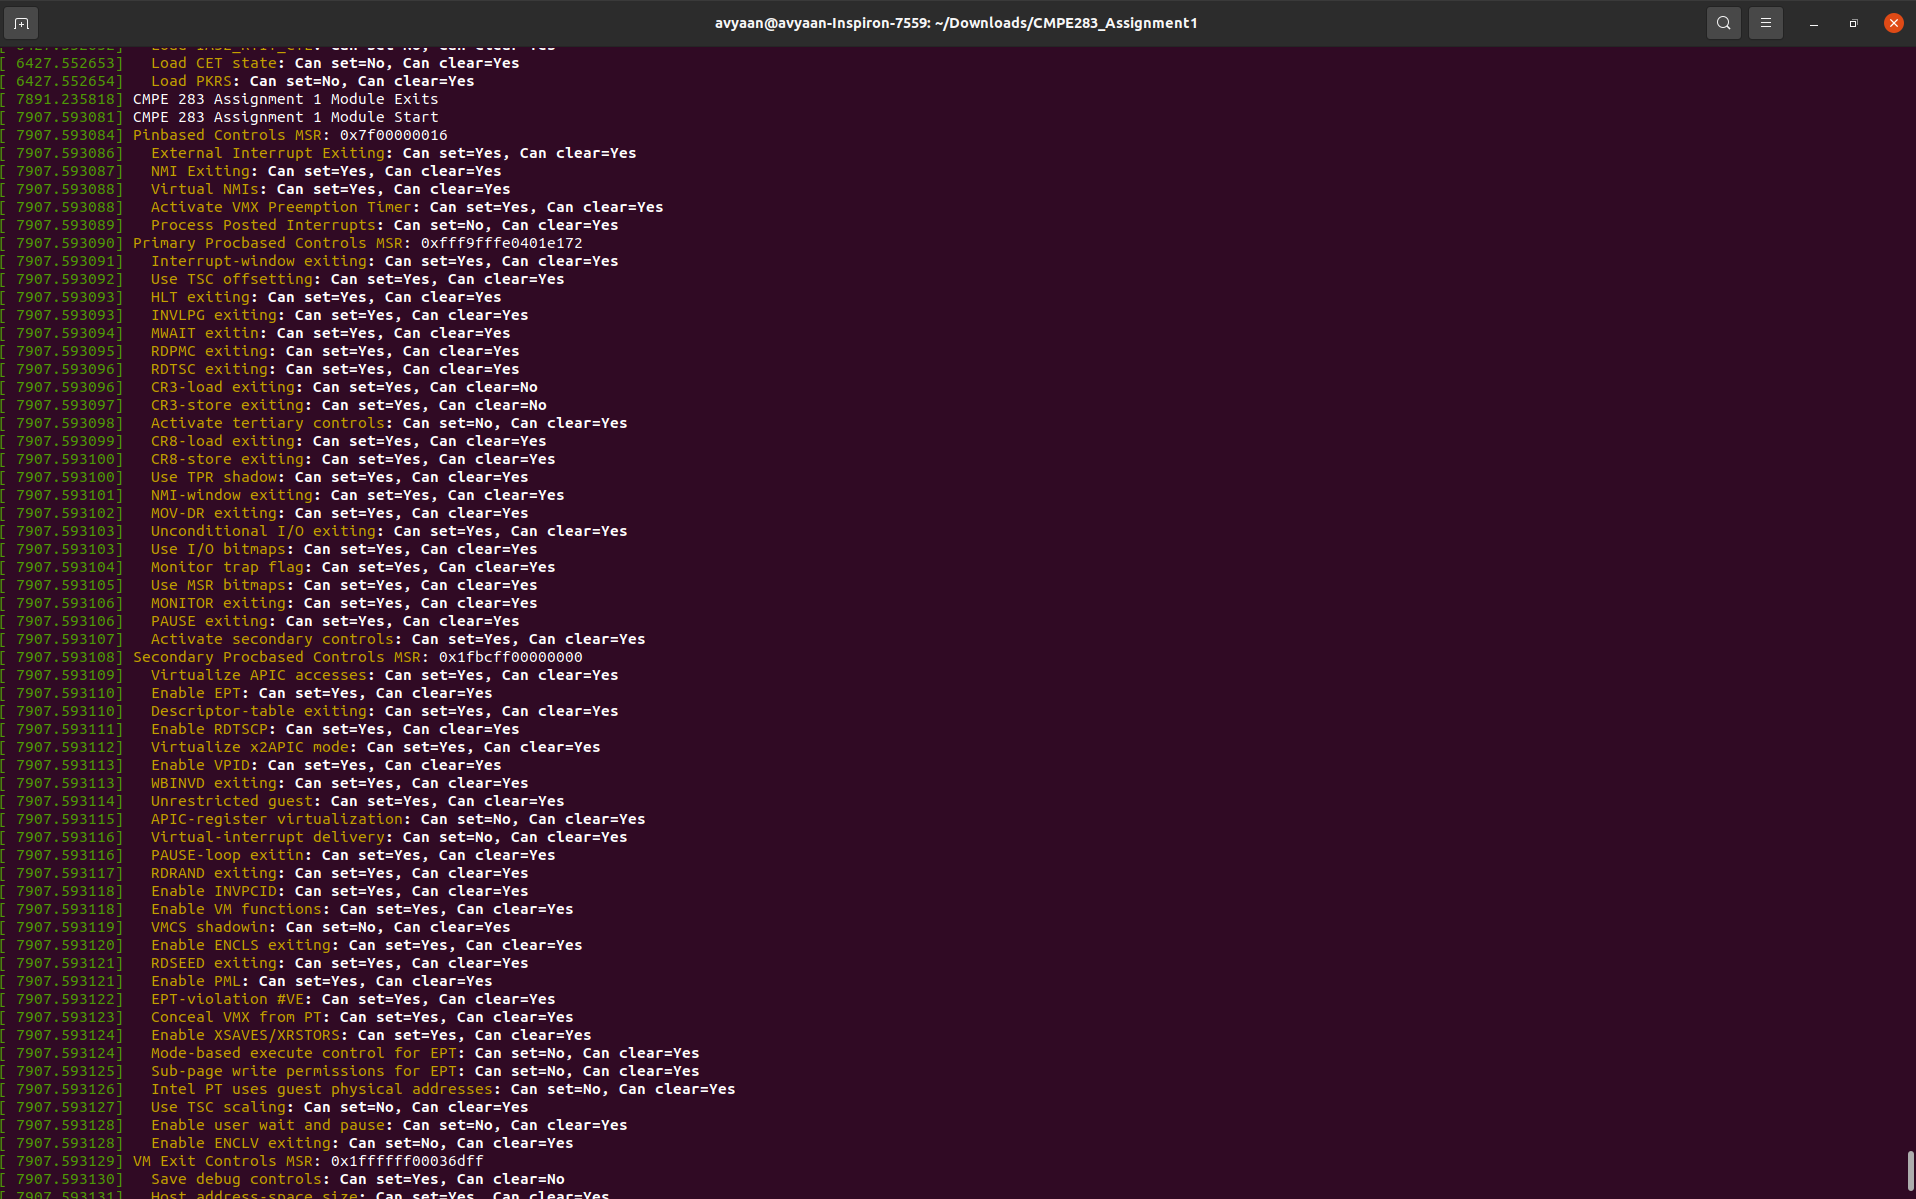 avyaan@avyaan-Inspiron-7559: ~/Downloads/CMPE283_Assignment1
[ 6427.552652]   Load IA32_RTIT_CTL: Can set=No, Can clear=Yes
[ 6427.552653]   Load CET state: Can set=No, Can clear=Yes
[ 6427.552654]   Load PKRS: Can set=No, Can clear=Yes
[ 7891.235818] CMPE 283 Assignment 1 Module Exits
[ 7907.593081] CMPE 283 Assignment 1 Module Start
[ 7907.593084] Pinbased Controls MSR: 0x7f00000016
[ 7907.593086]   External Interrupt Exiting: Can set=Yes, Can clear=Yes
[ 7907.593087]   NMI Exiting: Can set=Yes, Can clear=Yes
[ 7907.593088]   Virtual NMIs: Can set=Yes, Can clear=Yes
[ 7907.593088]   Activate VMX Preemption Timer: Can set=Yes, Can clear=Yes
[ 7907.593089]   Process Posted Interrupts: Can set=No, Can clear=Yes
[ 7907.593090] Primary Procbased Controls MSR: 0xfff9fffe0401e172
[ 7907.593091]   Interrupt-window exiting: Can set=Yes, Can clear=Yes
[ 7907.593092]   Use TSC offsetting: Can set=Yes, Can clear=Yes
[ 7907.593093]   HLT exiting: Can set=Yes, Can clear=Yes
[ 7907.593093]   INVLPG exiting: Can set=Yes, Can clear=Yes
[ 7907.593094]   MWAIT exitin: Can set=Yes, Can clear=Yes
[ 7907.593095]   RDPMC exiting: Can set=Yes, Can clear=Yes
[ 7907.593096]   RDTSC exiting: Can set=Yes, Can clear=Yes
[ 7907.593096]   CR3-load exiting: Can set=Yes, Can clear=No
[ 7907.593097]   CR3-store exiting: Can set=Yes, Can clear=No
[ 7907.593098]   Activate tertiary controls: Can set=No, Can clear=Yes
[ 7907.593099]   CR8-load exiting: Can set=Yes, Can clear=Yes
[ 7907.593100]   CR8-store exiting: Can set=Yes, Can clear=Yes
[ 7907.593100]   Use TPR shadow: Can set=Yes, Can clear=Yes
[ 7907.593101]   NMI-window exiting: Can set=Yes, Can clear=Yes
[ 7907.593102]   MOV-DR exiting: Can set=Yes, Can clear=Yes
[ 7907.593103]   Unconditional I/O exiting: Can set=Yes, Can clear=Yes
[ 7907.593103]   Use I/O bitmaps: Can set=Yes, Can clear=Yes
[ 7907.593104]   Monitor trap flag: Can set=Yes, Can clear=Yes
[ 7907.593105]   Use MSR bitmaps: Can set=Yes, Can clear=Yes
[ 7907.593106]   MONITOR exiting: Can set=Yes, Can clear=Yes
[ 7907.593106]   PAUSE exiting: Can set=Yes, Can clear=Yes
[ 7907.593107]   Activate secondary controls: Can set=Yes, Can clear=Yes
[ 7907.593108] Secondary Procbased Controls MSR: 0x1fbcff00000000
[ 7907.593109]   Virtualize APIC accesses: Can set=Yes, Can clear=Yes
[ 7907.593110]   Enable EPT: Can set=Yes, Can clear=Yes
[ 7907.593110]   Descriptor-table exiting: Can set=Yes, Can clear=Yes
[ 7907.593111]   Enable RDTSCP: Can set=Yes, Can clear=Yes
[ 7907.593112]   Virtualize x2APIC mode: Can set=Yes, Can clear=Yes
[ 7907.593113]   Enable VPID: Can set=Yes, Can clear=Yes
[ 7907.593113]   WBINVD exiting: Can set=Yes, Can clear=Yes
[ 7907.593114]   Unrestricted guest: Can set=Yes, Can clear=Yes
[ 7907.593115]   APIC-register virtualization: Can set=No, Can clear=Yes
[ 7907.593116]   Virtual-interrupt delivery: Can set=No, Can clear=Yes
[ 7907.593116]   PAUSE-loop exitin: Can set=Yes, Can clear=Yes
[ 7907.593117]   RDRAND exiting: Can set=Yes, Can clear=Yes
[ 7907.593118]   Enable INVPCID: Can set=Yes, Can clear=Yes
[ 7907.593118]   Enable VM functions: Can set=Yes, Can clear=Yes
[ 7907.593119]   VMCS shadowin: Can set=No, Can clear=Yes
[ 7907.593120]   Enable ENCLS exiting: Can set=Yes, Can clear=Yes
[ 7907.593121]   RDSEED exiting: Can set=Yes, Can clear=Yes
[ 7907.593121]   Enable PML: Can set=Yes, Can clear=Yes
[ 7907.593122]   EPT-violation #VE: Can set=Yes, Can clear=Yes
[ 7907.593123]   Conceal VMX from PT: Can set=Yes, Can clear=Yes
[ 7907.593124]   Enable XSAVES/XRSTORS: Can set=Yes, Can clear=Yes
[ 7907.593124]   Mode-based execute control for EPT: Can set=No, Can clear=Yes
[ 7907.593125]   Sub-page write permissions for EPT: Can set=No, Can clear=Yes
[ 7907.593126]   Intel PT uses guest physical addresses: Can set=No, Can clear=Yes
[ 7907.593127]   Use TSC scaling: Can set=No, Can clear=Yes
[ 7907.593128]   Enable user wait and pause: Can set=No, Can clear=Yes
[ 7907.593128]   Enable ENCLV exiting: Can set=No, Can clear=Yes
[ 7907.593129] VM Exit Controls MSR: 0x1ffffff00036dff
[ 7907.593130]   Save debug controls: Can set=Yes, Can clear=No
[ 7907.593131]   Host address-space size: Can set=Yes, Can clear=Yes